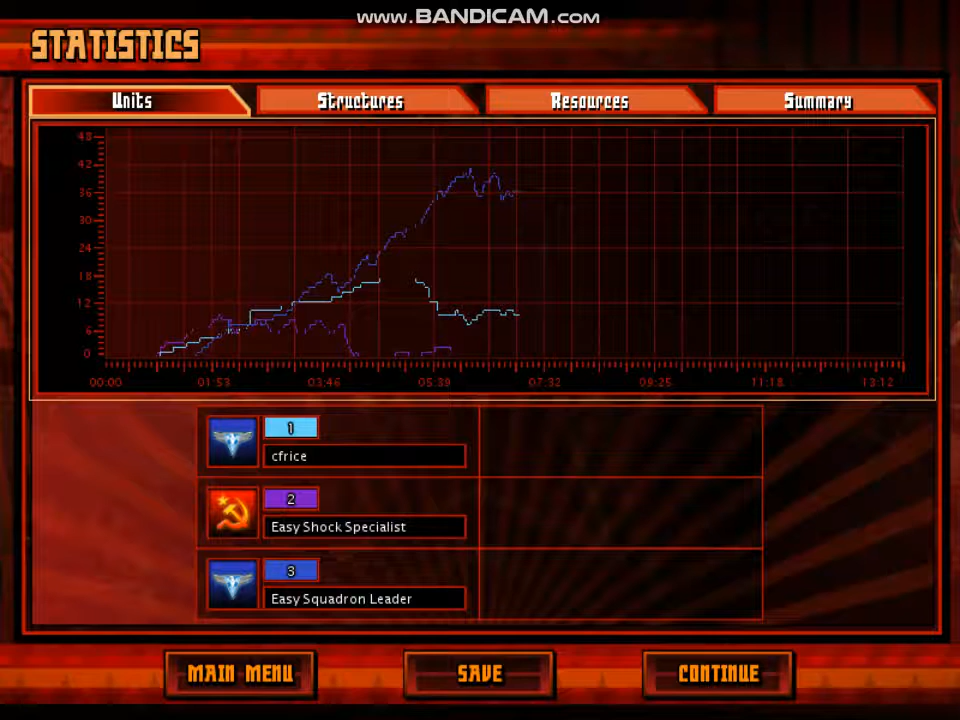 www.BANDICAM.com
STATISTICS
Units Structures Resources Summary
48
42
36
30
24
18
12
6
0
00:00 01:53 03:46 05:39 07:32 09:25 11:18 13:12
1
cfrice
2
Easy Shock Specialist
3
Easy Squadron Leader
MAIN MENU SAVE CONTINUE